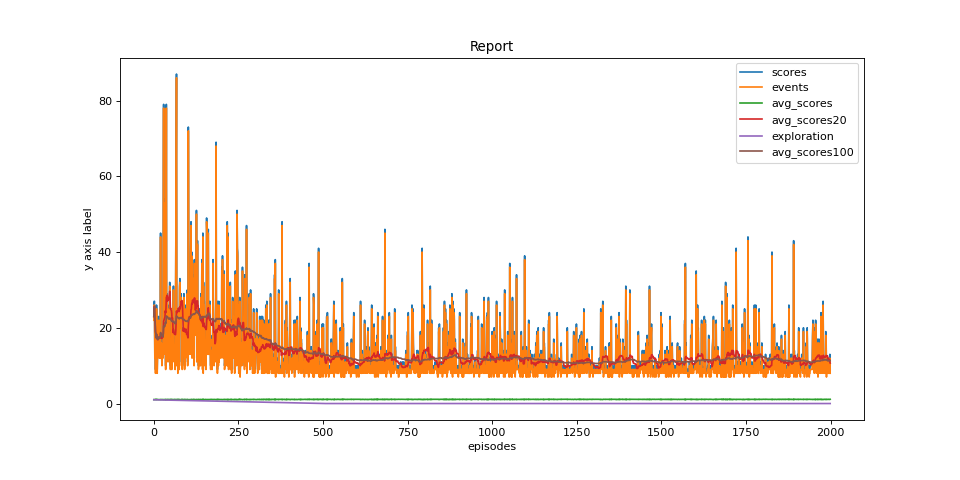 Report
scores
events
avg_scores
avg_scores20
exploration
avg_scores100
y axis label
80
60
40
20
0
0 250 500 750 1000 1250 1500 1750 2000
episodes